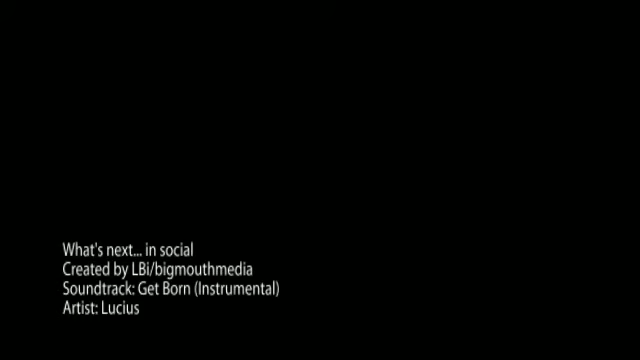 What's next... in social
Created by LBi/bigmouthmedia
Soundtrack: Get Born (Instrumental)
Artist: Lucius